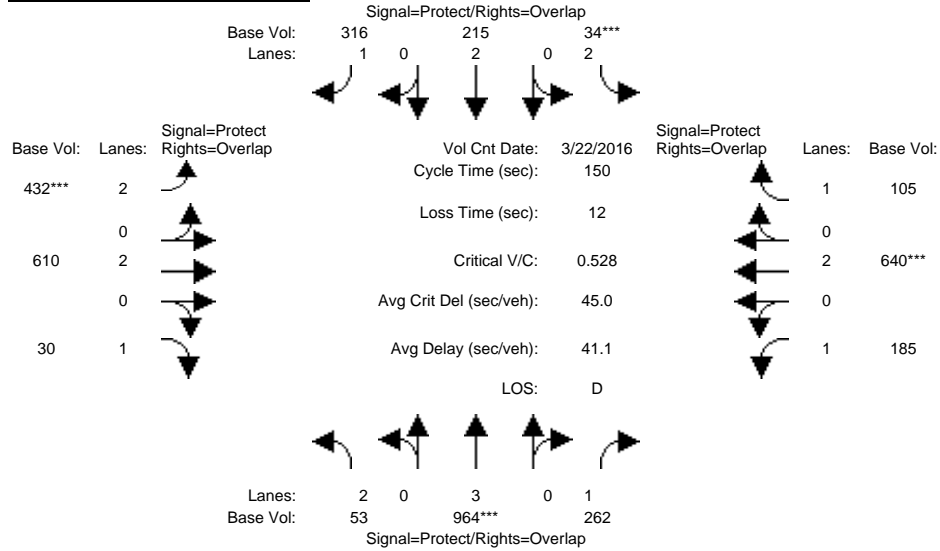 Signal=Protect/Rights=Overlap
Base Vol: 316 215 34***
Lanes: 1 0 2 0 2
Signal=Protect
Base Vol: Lanes: Rights=Overlap
Vol Cnt Date: 3/22/2016
Signal=Protect
Rights=Overlap Lanes: Base Vol:
Cycle Time (sec): 150
432*** 2
1 105
Loss Time (sec): 12
0
0
610 2
Critical V/C: 0.528
2 640***
0
Avg Crit Del (sec/veh): 45.0
0
30 1
Avg Delay (sec/veh): 41.1
1 185
LOS: D
Lanes: 2 0 3 0 1
Base Vol: 53 964*** 262
Signal=Protect/Rights=Overlap